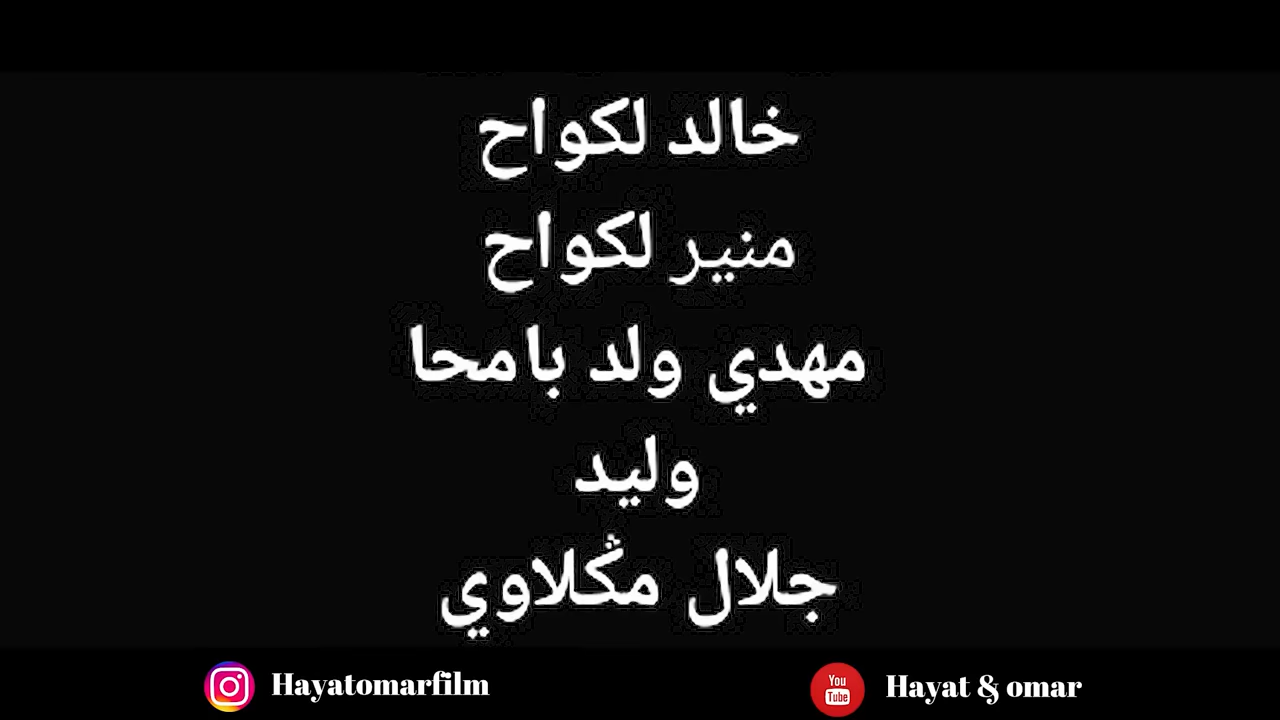 خالد لكواح
منير لكواح
مهدي ولد بامحا
وليد
جلال مڭلاوي
Hayatomarfilm
You Tube
Hayat & omar